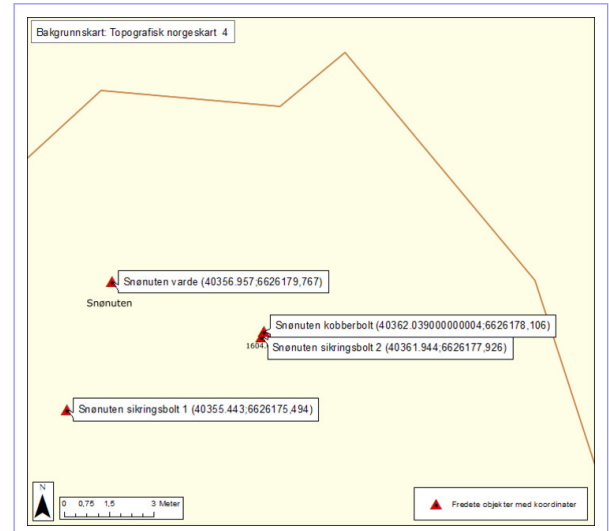 Bakgrunnskart: Topografisk norgeskart 4
Snønuten varde (40356.957;6626179,767)
Snønuten
Snønuten kobberbolt (40362.039000000004;6626178,106)
1604.
Snønuten sikringsbolt 2 (40361.944;6626177,926)
Snønuten sikringsbolt 1 (40355.443;6626175,494)
N
0 0,75 1,5 3 Meter
Fredete objekter med koordinater